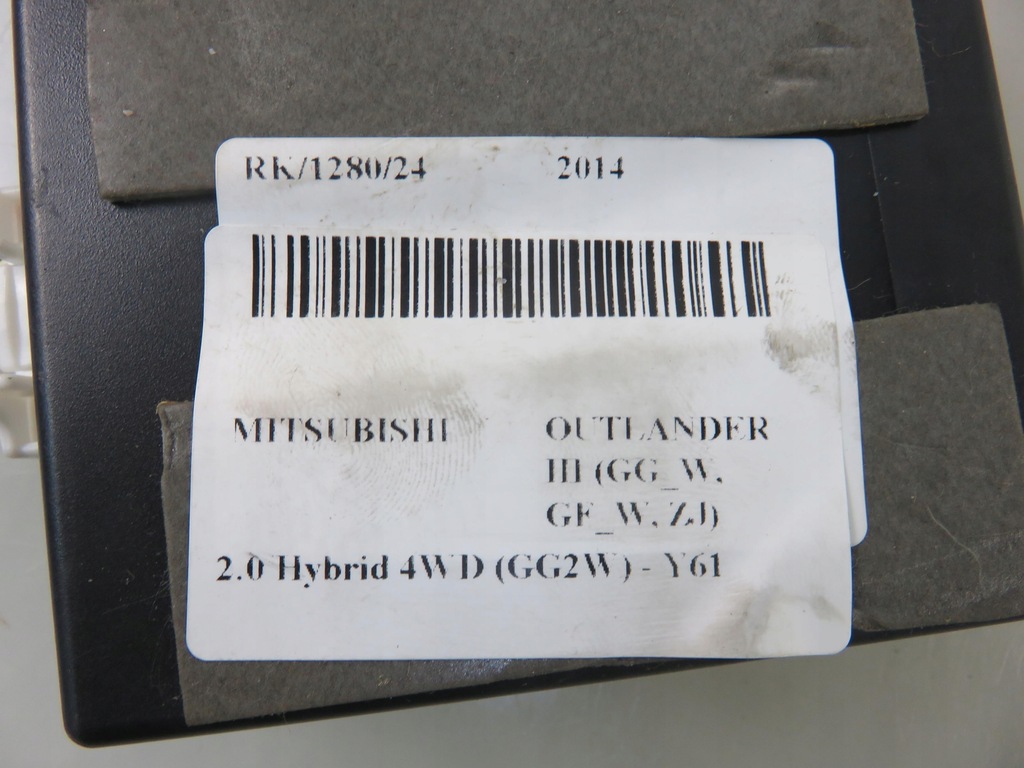 RK/1280/24 2014
MITSUBISHI OUTLANDER
III (GG_W,
GF_W, ZJ)
2.0 Hybrid 4WD (GG2W) - Y61